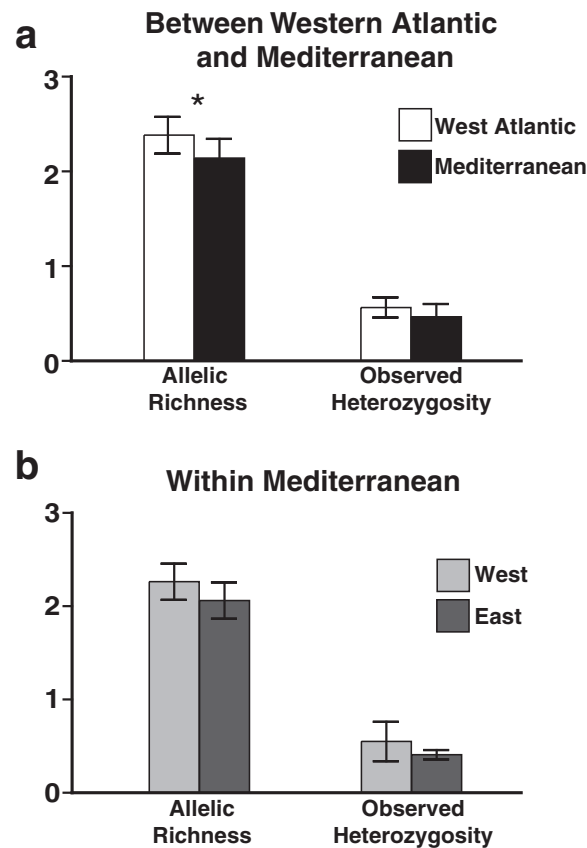 a
Between Western Atlantic
and Mediterranean
3
2
1
0
*
West Atlantic
Mediterranean
Allelic
Richness
Observed
Heterozygosity
b
Within Mediterranean
3
2
1
0
West
East
Allelic
Richness
Observed
Heterozygosity